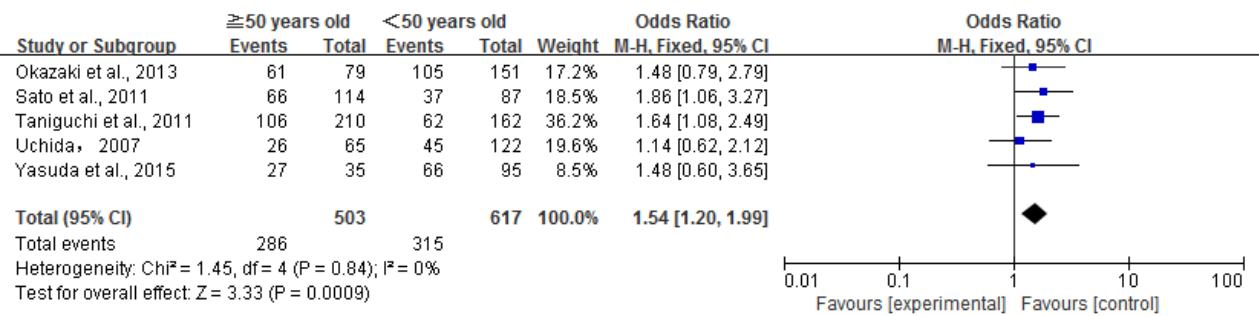 ≧50 years old <50 years old Odds Ratio Odds Ratio
Study or Subgroup Events Total Events Total Weight M-H, Fixed, 95% CI M-H, Fixed, 95% CI
Okazaki et al., 2013 61 79 105 151 17.2% 1.48 [0.79, 2.79]
Sato et al., 2011 66 114 37 87 18.5% 1.86 [1.06, 3.27]
Taniguchi et al., 2011 106 210 62 162 36.2% 1.64 [1.08, 2.49]
Uchida, 2007 26 65 45 122 19.6% 1.14 [0.62, 2.12]
Yasuda et al., 2015 27 35 66 95 8.5% 1.48 [0.60, 3.65]
Total (95% CI) 503 617 100.0% 1.54 [1.20, 1.99]
Total events 286 315
Heterogeneity: Chi² = 1.45, df = 4 (P = 0.84); I² = 0%
Test for overall effect: Z = 3.33 (P = 0.0009)
0.01 0.1 1 10 100
Favours [experimental] Favours [control]